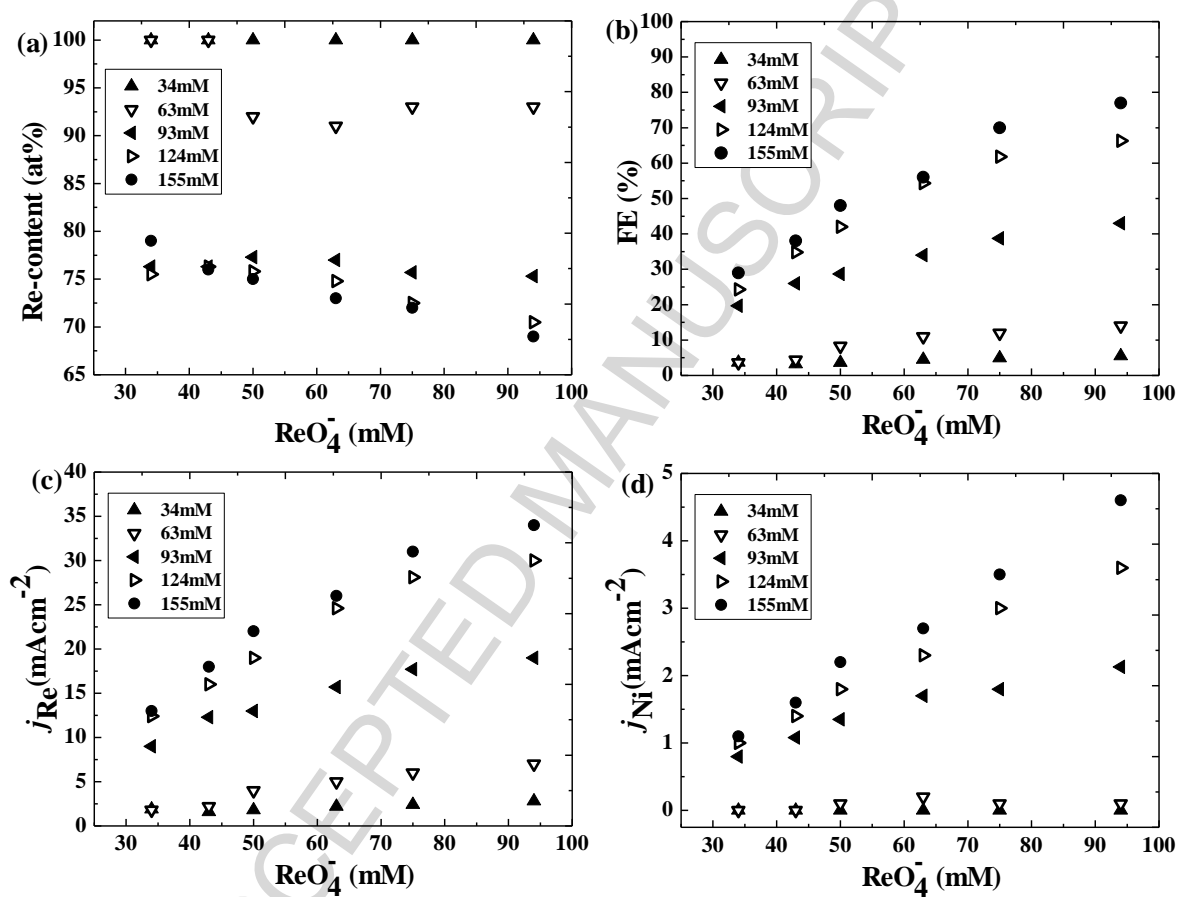 (a)
Re-content (at%)
100
95
90
85
80
75
70
65
34mM
63mM
93mM
124mM
155mM
30 40 50 60 70 80 90 100
ReO4- (mM)
(b)
FE (%)
100
90
80
70
60
50
40
30
20
10
0
34mM
63mM
93mM
124mM
155mM
30 40 50 60 70 80 90 100
ReO4- (mM)
(c)
jRe(mAcm-2)
40
35
30
25
20
15
10
5
0
34mM
63mM
93mM
124mM
155mM
30 40 50 60 70 80 90 100
ReO4- (mM)
(d)
jNi(mAcm-2)
5
4
3
2
1
0
34mM
63mM
93mM
124mM
155mM
30 40 50 60 70 80 90 100
ReO4- (mM)
CEPTED MANUSCRIP